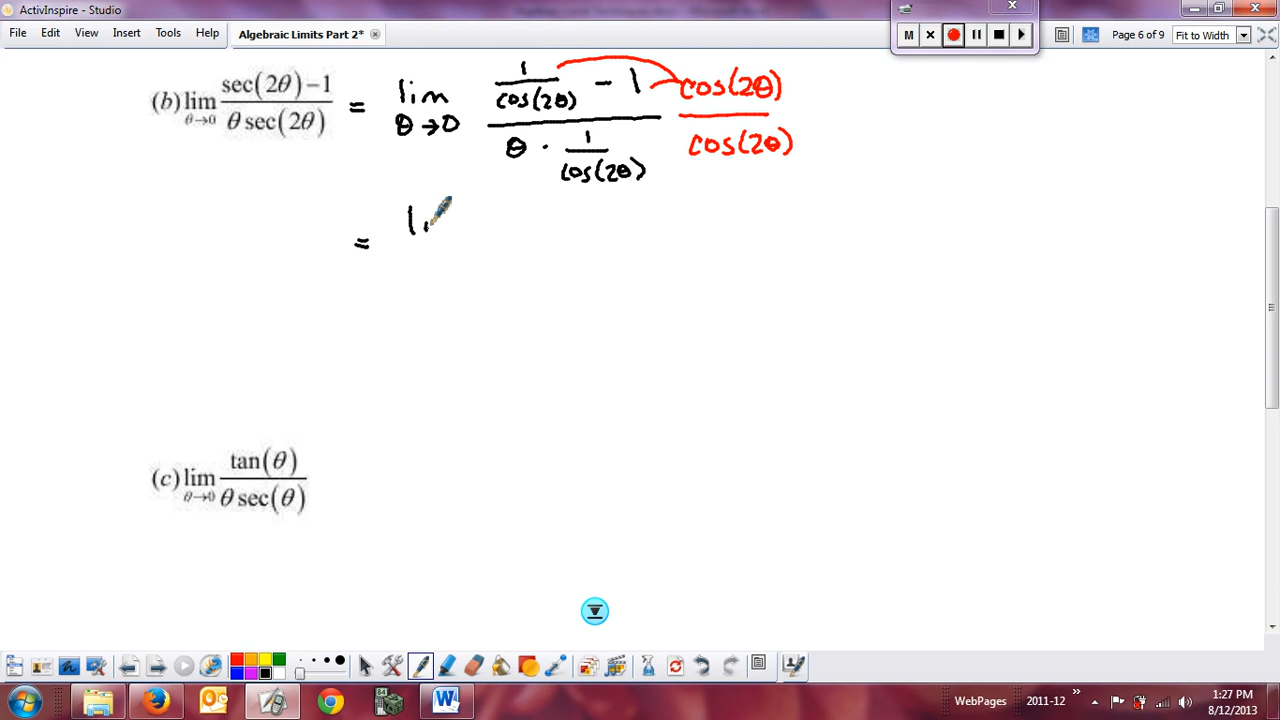 ActivInspire - Studio
File Edit View Insert Tools Help Algebraic Limits Part 2* Page 6 of 9 Fit to Width
M
(b) lim θ→0 sec(2θ)−1 / θ sec(2θ) = lim θ→0 (1/cos(2θ) − 1) / (θ · 1/cos(2θ)) cos(2θ)/cos(2θ)
= li
(c) lim θ→0 tan(θ) / θ sec(θ)
WebPages 2011-12 » 1:27 PM
8/12/2013